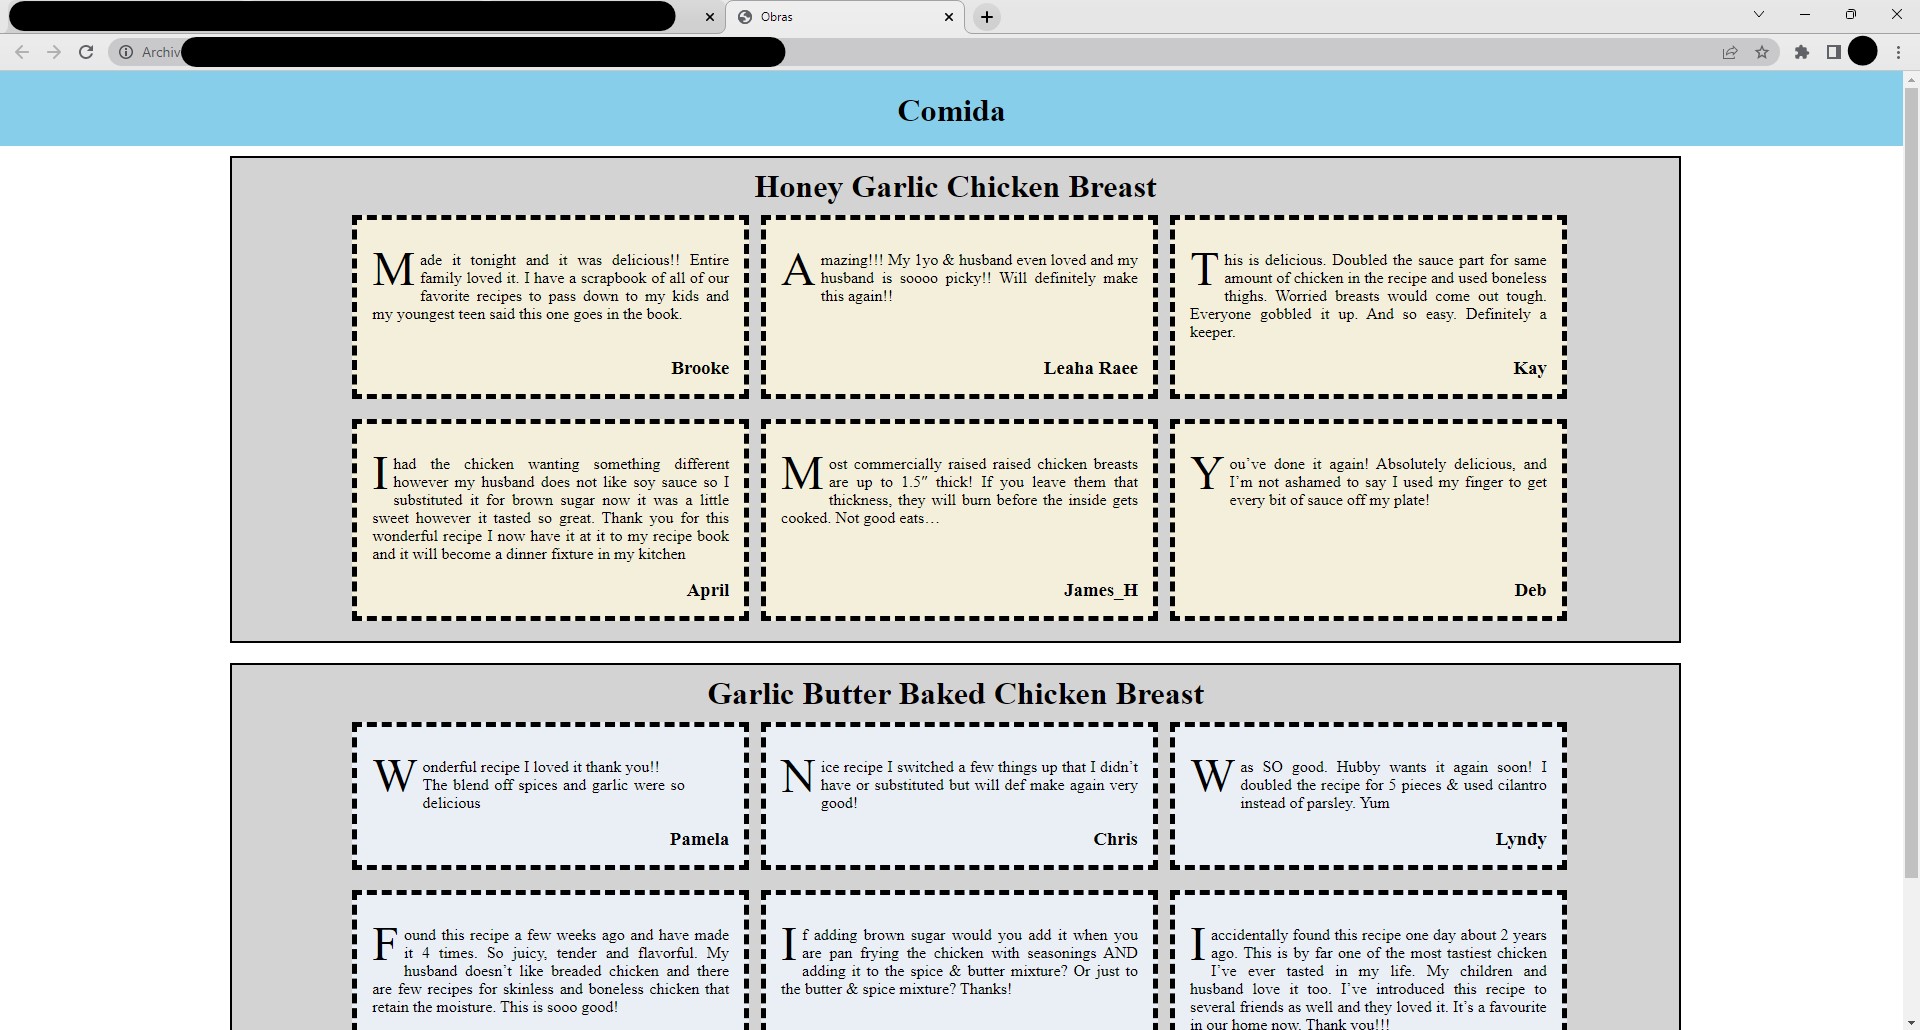 Obras
Archiv
Comida
Honey Garlic Chicken Breast
Made it tonight and it was delicious!! Entire
family loved it. I have a scrapbook of all of our
favorite recipes to pass down to my kids and
my youngest teen said this one goes in the book.
Brooke
Amazing!!! My 1yo & husband even loved and my
husband is soooo picky!! Will definitely make
this again!!
Leaha Raee
This is delicious. Doubled the sauce part for same
amount of chicken in the recipe and used boneless
thighs. Worried breasts would come out tough.
Everyone gobbled it up. And so easy. Definitely a
keeper.
Kay
I had the chicken wanting something different
however my husband does not like soy sauce so I
substituted it for brown sugar now it was a little
sweet however it tasted so great. Thank you for this
wonderful recipe I now have it at it to my recipe book
and it will become a dinner fixture in my kitchen
April
Most commercially raised raised chicken breasts
are up to 1.5″ thick! If you leave them that
thickness, they will burn before the inside gets
cooked. Not good eats…
James_H
You’ve done it again! Absolutely delicious, and
I’m not ashamed to say I used my finger to get
every bit of sauce off my plate!
Deb
Garlic Butter Baked Chicken Breast
Wonderful recipe I loved it thank you!!
The blend off spices and garlic were so
delicious
Pamela
Nice recipe I switched a few things up that I didn’t
have or substituted but will def make again very
good!
Chris
Was SO good. Hubby wants it again soon! I
doubled the recipe for 5 pieces & used cilantro
instead of parsley. Yum
Lyndy
Found this recipe a few weeks ago and have made
it 4 times. So juicy, tender and flavorful. My
husband doesn’t like breaded chicken and there
are few recipes for skinless and boneless chicken that
retain the moisture. This is sooo good!
If adding brown sugar would you add it when you
are pan frying the chicken with seasonings AND
adding it to the spice & butter mixture? Or just to
the butter & spice mixture? Thanks!
I accidentally found this recipe one day about 2 years
ago. This is by far one of the most tastiest chicken
I’ve ever tasted in my life. My children and
husband love it too. I’ve introduced this recipe to
several friends as well and they loved it. It’s a favourite
in our home now. Thank you!!!